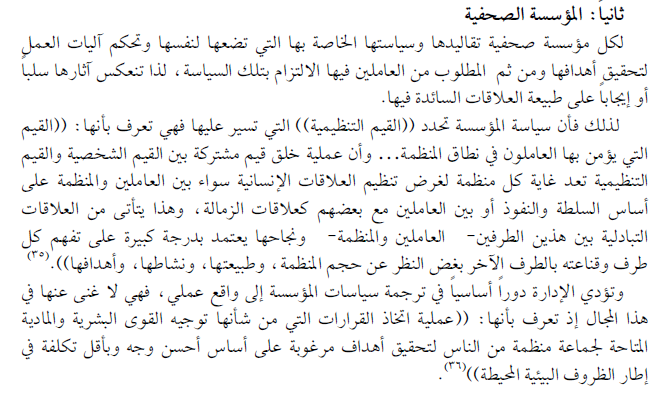 ثانياً: المؤسسة الصحفية
لكل مؤسسة صحفية تقاليدها وسياستها الخاصة بها التي تضعها لنفسها وتحكم آليات العمل
لتحقيق أهدافها ومن ثم المطلوب من العاملين فيها الالتزام بتلك السياسة، لذا تنعكس آثارها سلباً
أو إيجاباً على طبيعة العلاقات السائدة فيها.
لذلك فأن سياسة المؤسسة تحدد ((القيم التنظيمية)) التي تسير عليها فهي تعرف بأنها: ((القيم
التي يؤمن بها العاملون في نطاق المنظمة... وأن عملية خلق قيم مشتركة بين القيم الشخصية والقيم
التنظيمية تعد غاية كل منظمة لغرض تنظيم العلاقات الإنسانية سواء بين العاملين والمنظمة على
أساس السلطة والنفوذ أو بين العاملين مع بعضهم كعلاقات الزمالة، وهذا يتأتى من العلاقات
التبادلية بين هذين الطرفين- العاملين والمنظمة- ونجاحها يعتمد بدرجة كبيرة على تفهم كل
طرف وقناعته بالطرف الآخر بغض النظر عن حجم المنظمة، وطبيعتها، ونشاطها، وأهدافها)).(٣٥)
وتؤدي الإدارة دوراً أساسياً في ترجمة سياسات المؤسسة إلى واقع عملي، فهي لا غنى عنها في
هذا المجال إذ تعرف بأنها: ((عملية اتخاذ القرارات التي من شأنها توجيه القوى البشرية والمادية
المتاحة لجماعة منظمة من الناس لتحقيق أهداف مرغوبة على أساس أحسن وجه وبأقل تكلفة في
إطار الظروف البيئية المحيطة))(٣٦).